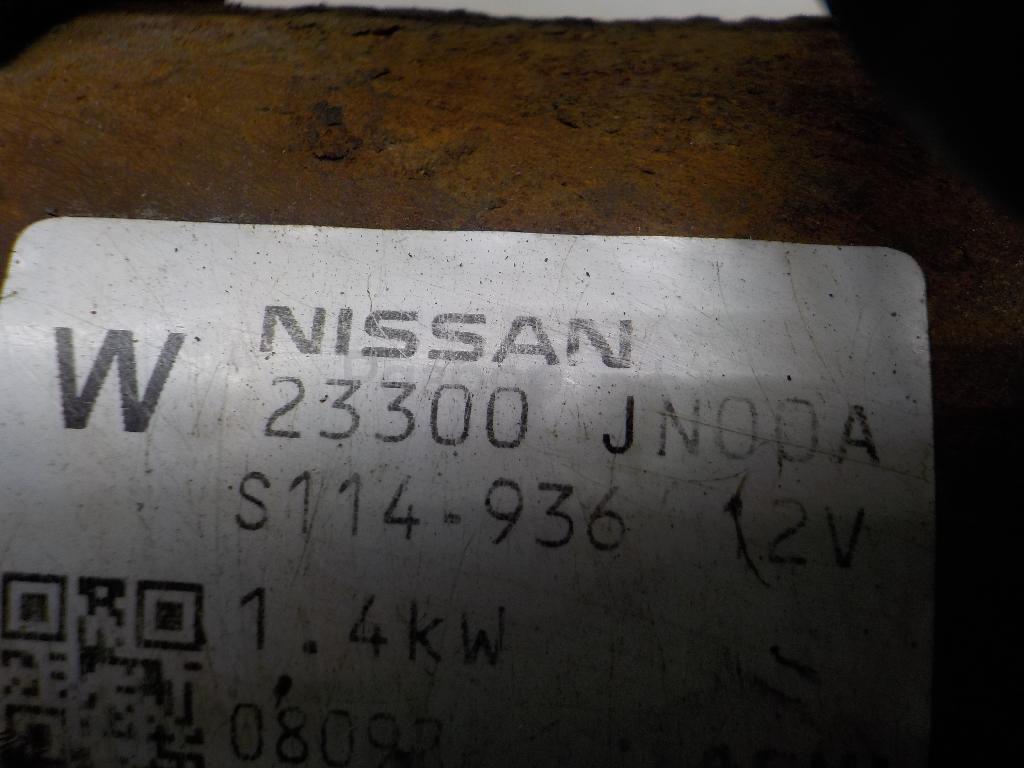 W
NISSAN
23300 JN00A
S114-936 12V
1.4kW